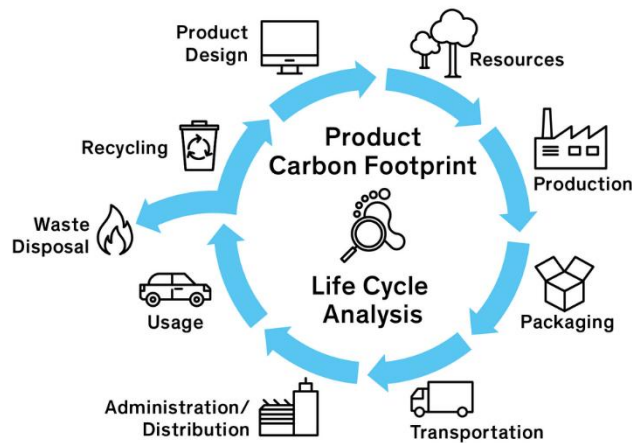 Product
Design
Resources
Production
Packaging
Transportation
Administration/
Distribution
Usage
Waste
Disposal
Recycling
Product
Carbon Footprint
Life Cycle
Analysis